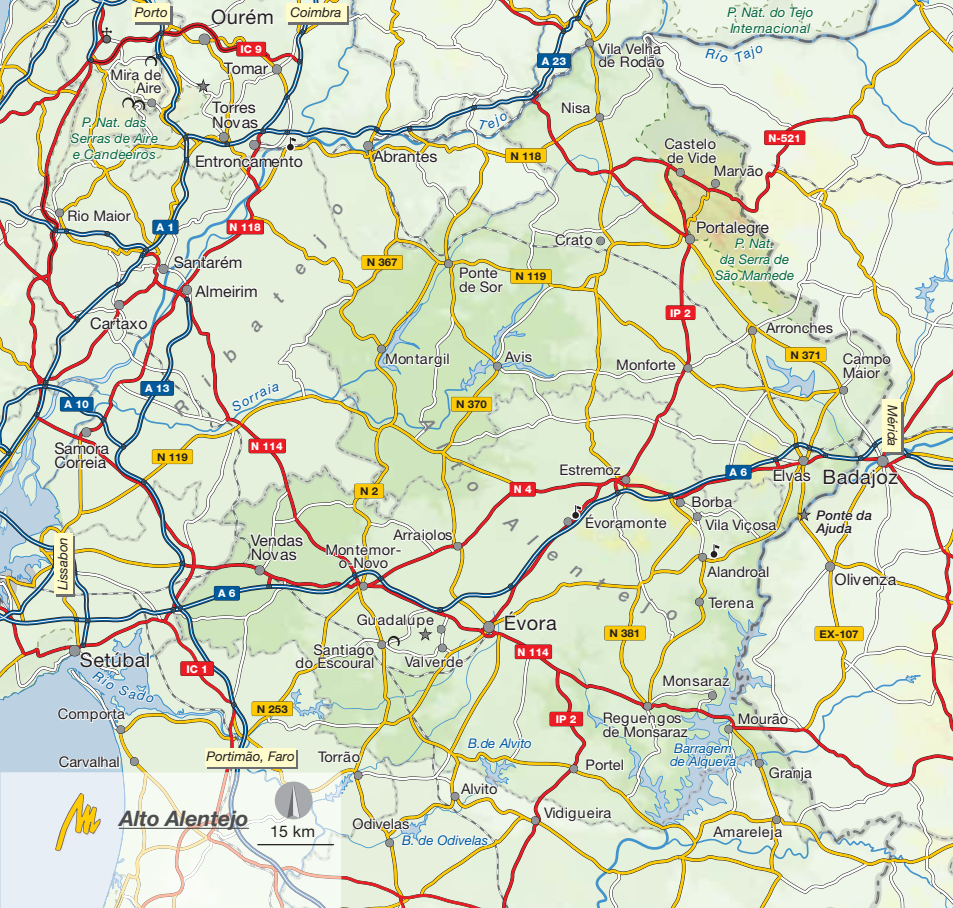 Porto
Coimbra
Ourém
P. Nat. do Tejo
Internacional
Río Tajo
IC 9
Vila Velha
de Rodão
A 23
Tomar
Mira de
Aire
Torres
Novas
Nisa
Tejo
P. Nat. das
Serras de Aire
e Candeeiros
N-521
Castelo
de Vide
Entroncamento
Abrantes
N 118
Marvão
Rio Maior
A 1
N 118
Crato
Portalegre
P. Nat.
da Serra de
São Mamede
Santarém
N 367
Ponte
de Sor
N 119
Almeirim
Cartaxo
IP 2
Arronches
Ribatejo
Montargil
Avis
Monforte
N 371
Campo
Maior
A 13
Sorraia
A 10
N 370
Mérida
Samora
Correia
N 119
N 114
Alto Alentejo
Estremoz
A 6
Elvas
Badajoz
N 2
N 4
Borba
Ponte da
Ajuda
Évoramonte
Vila Viçosa
Arraiolos
Vendas
Novas
Montemor-
o-Novo
Lissabon
Alandroal
Olivenza
A 6
Terena
Guadalupe
Évora
N 381
EX-107
Santiago
do Escoural
Valverde
N 114
Setúbal
IC 1
Rio Sado
Monsaraz
N 253
Comporta
IP 2
Reguengos
de Monsaraz
Mourão
B.de Alvito
Barragem
de Alqueva
Portimão, Faro
Carvalhal
Torrão
Portel
Granja
Alvito
Alto Alentejo
15 km
Vidigueira
Odivelas
B. de Odivelas
Amareleja